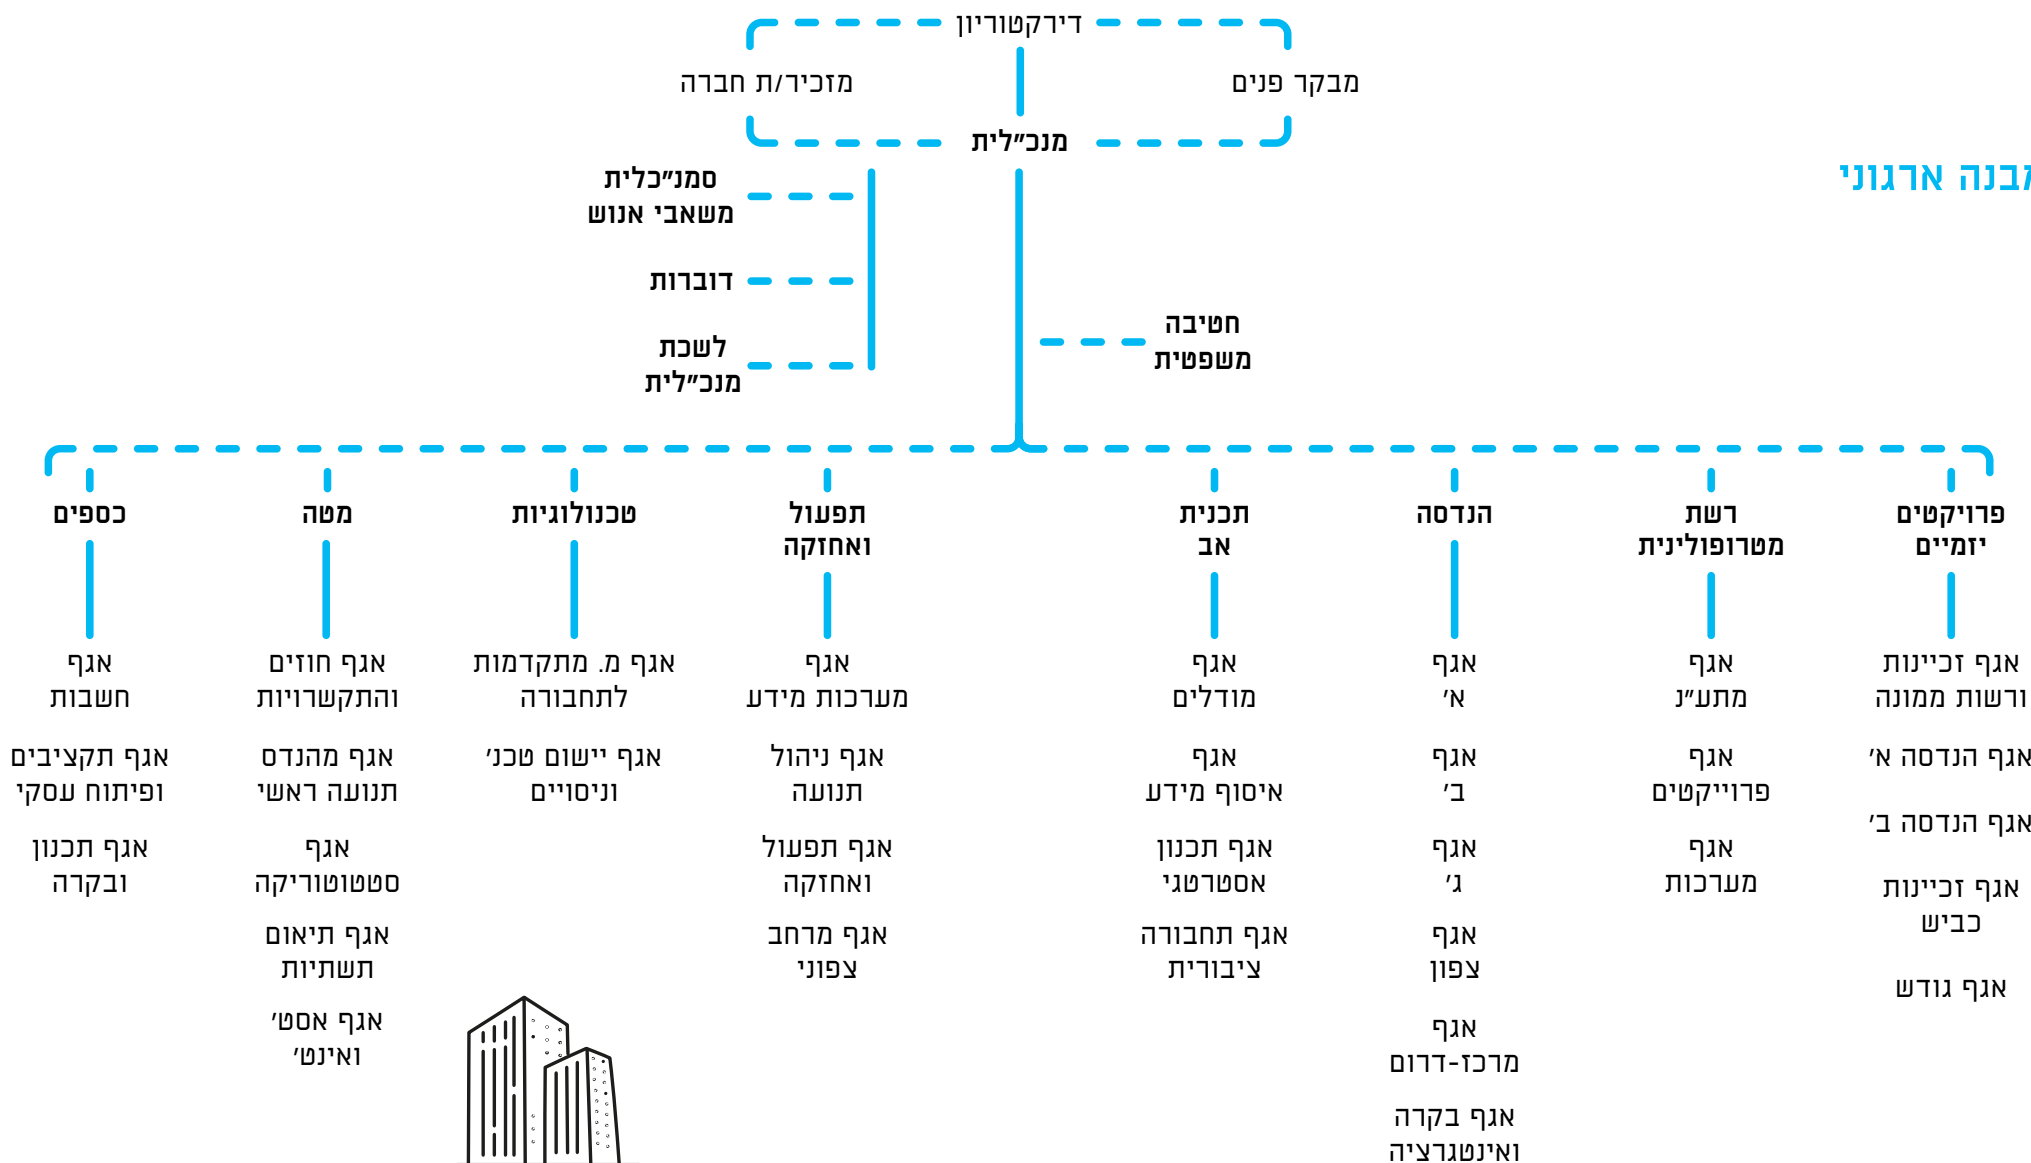 דירקטוריון
מבקר פנים
מזכיר/ת חברה
מנכ״לית
מבנה ארגוני
סמנ״כלית
משאבי אנוש
דוברות
לשכת
מנכ״לית
חטיבה
משפטית
פרויקטים
יזמיים
אגף זכיינות
ורשות ממונה
אגף הנדסה א׳
אגף הנדסה ב׳
אגף זכיינות
כביש
אגף גודש
רשת
מטרופולינית
אגף
מתע״נ
אגף
פרוייקטים
אגף
מערכות
הנדסה
אגף
א׳
אגף
ב׳
אגף
ג׳
אגף
צפון
אגף
מרכז-דרום
אגף בקרה
ואינטגרציה
תכנית
אב
אגף
מודלים
אגף
איסוף מידע
אגף תכנון
אסטרטגי
אגף תחבורה
ציבורית
תפעול
ואחזקה
אגף
מערכות מידע
אגף ניהול
תנועה
אגף תפעול
ואחזקה
אגף מרחב
צפוני
טכנולוגיות
אגף מ. מתקדמות
לתחבורה
אגף יישום טכנ׳
וניסויים
מטה
אגף חוזים
והתקשרויות
אגף מהנדס
תנועה ראשי
אגף
סטטוטוריקה
אגף תיאום
תשתיות
אגף אסט׳
ואינט׳
כספים
אגף
חשבות
אגף תקציבים
ופיתוח עסקי
אגף תכנון
ובקרה